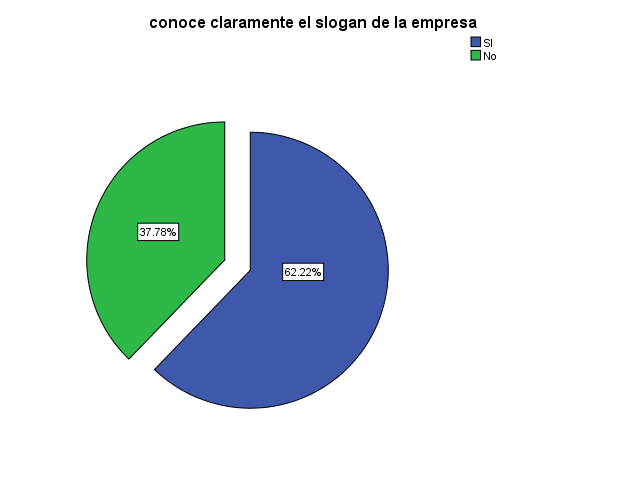 conoce claramente el slogan de la empresa
SI
No
37.78%
62.22%